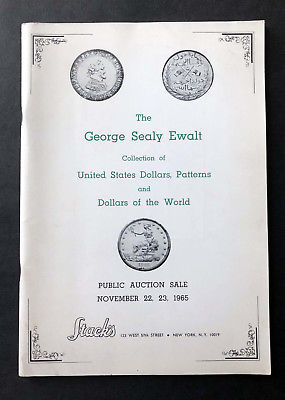 The
George Sealy Ewalt
Collection of
United States Dollars, Patterns
and
Dollars of the World
PUBLIC AUCTION SALE
NOVEMBER 22, 23, 1965
Stack's
123 WEST 57th STREET • NEW YORK, N.Y. 10019